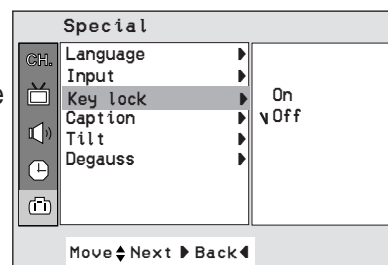 Special
CH.
Language
Input
Key lock
Caption
Tilt
Degauss
On
Off
Move Next Back